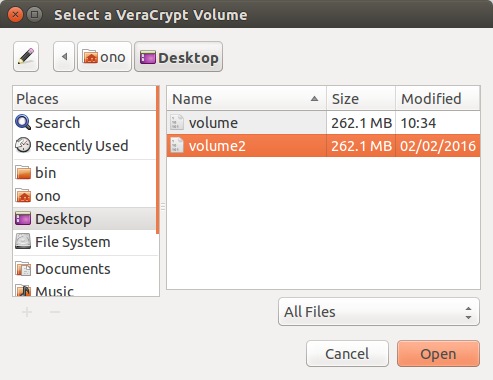 Select a VeraCrypt Volume
ono Desktop
Places Name Size Modified
Search volume 262.1 MB 10:34
Recently Used volume2 262.1 MB 02/02/2016
bin
ono
Desktop
File System
Documents
Music
All Files
Cancel Open